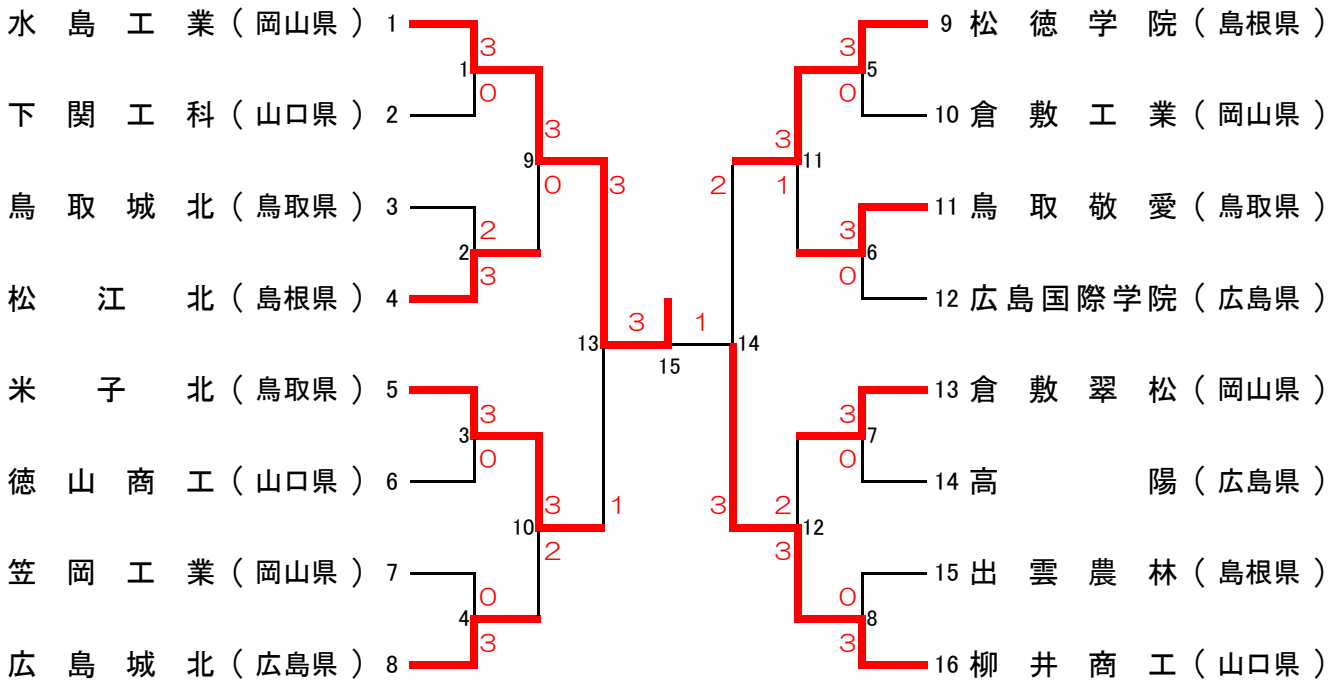 水島工業（岡山県） 1
3
1
0
下関工科（山口県） 2
3
9
0
3
鳥取城北（鳥取県） 3
2
2
3
松江北（島根県） 4
13
3
15
米子北（鳥取県） 5
3
3
0
徳山商工（山口県） 6
3
10
2
1
笠岡工業（岡山県） 7
0
4
3
広島城北（広島県） 8
9 松徳学院（島根県）
3
5
0
10 倉敷工業（岡山県）
3
11
1
2
11 鳥取敬愛（鳥取県）
3
6
0
12 広島国際学院（広島県）
1
14
13 倉敷翠松（岡山県）
3
7
0
14 高陽（広島県）
3
2
12
3
15 出雲農林（島根県）
0
8
3
16 柳井商工（山口県）